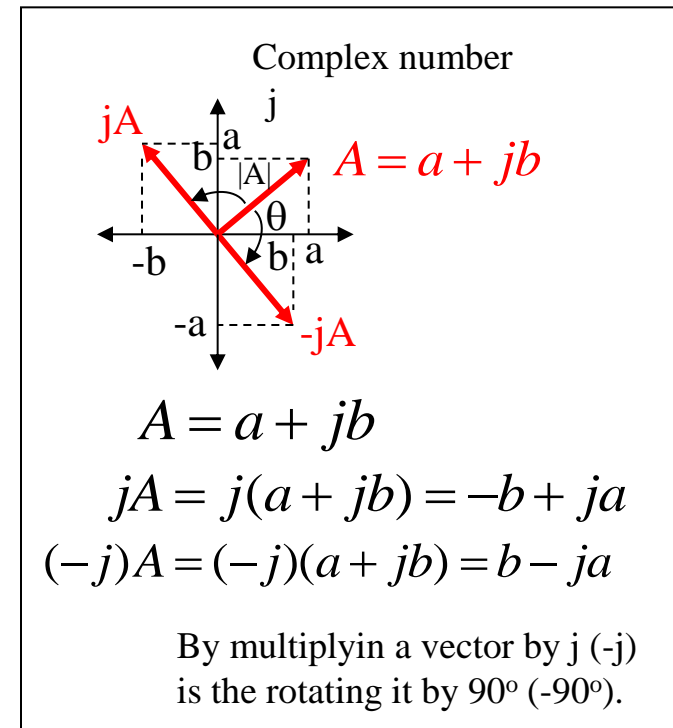 Complex number
j
jA
a
b
|A|
A = a + jb
θ
-b
b
a
-a
-jA
A = a + jb
jA = j(a + jb) = −b + ja
(−j)A = (−j)(a + jb) = b − ja
By multiplyin a vector by j (-j)
is the rotating it by 90° (-90°).